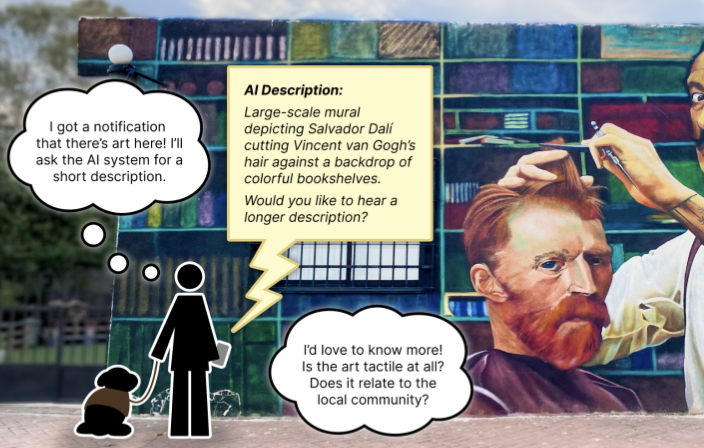 I got a notification
that there's art here! I'll
ask the AI system for a
short description.
AI Description:
Large-scale mural
depicting Salvador Dalí
cutting Vincent van Gogh's
hair against a backdrop of
colorful bookshelves.
Would you like to hear a
longer description?
I'd love to know more!
Is the art tactile at all?
Does it relate to the
local community?